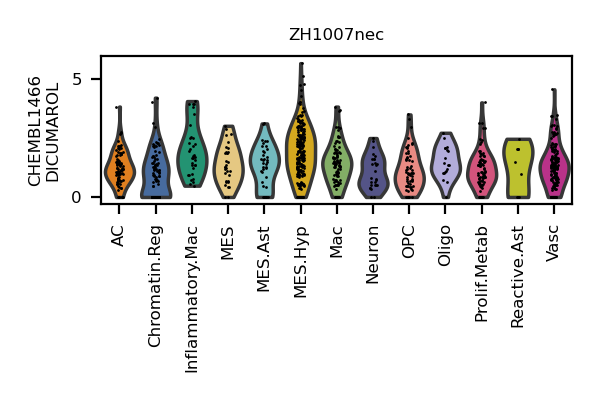 ZH1007nec
CHEMBL1466
DICUMAROL
5
0
AC
Chromatin.Reg
Inflammatory.Mac
MES
MES.Ast
MES.Hyp
Mac
Neuron
OPC
Oligo
Prolif.Metab
Reactive.Ast
Vasc